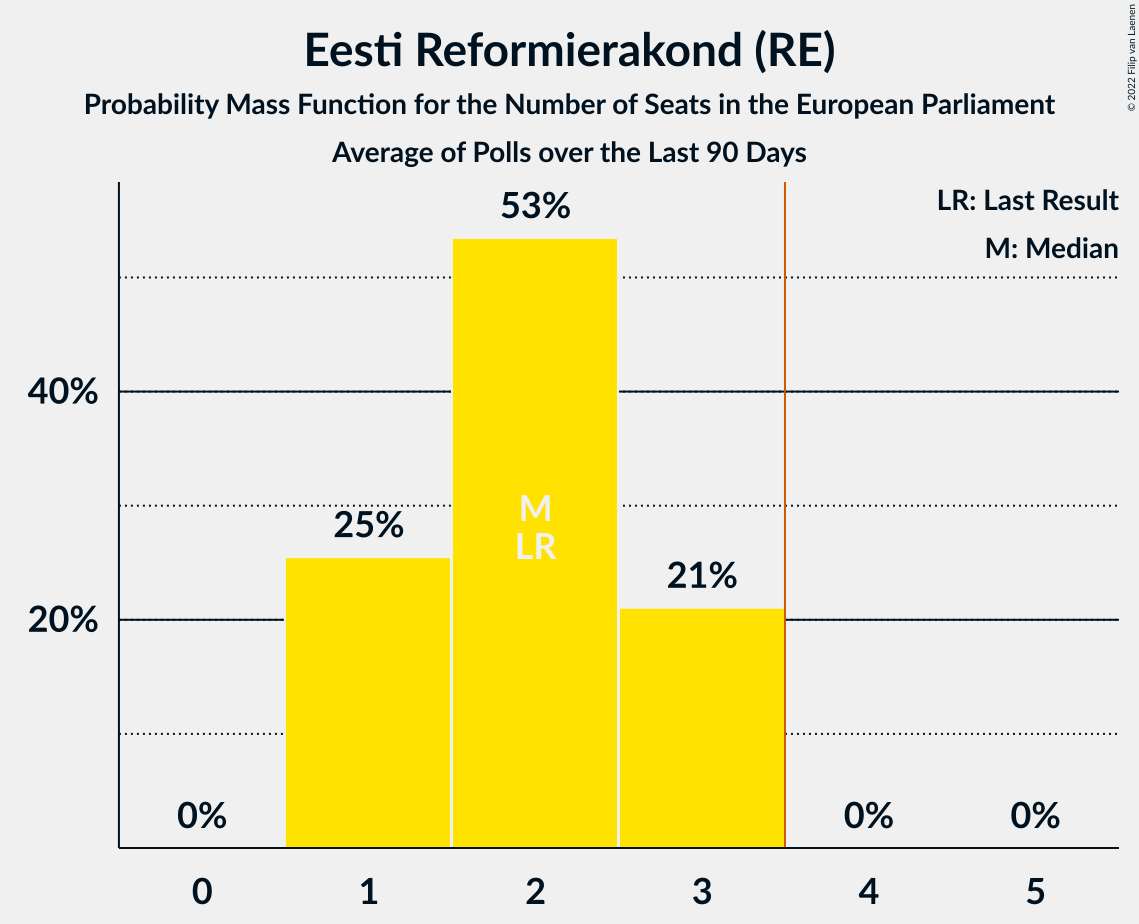 Eesti Reformierakond (RE)
Probability Mass Function for the Number of Seats in the European Parliament
Average of Polls over the Last 90 Days
© 2022 Filip van Laenen
LR: Last Result
M: Median
53%
40%
M
LR
25%
21%
20%
0%
0%
0%
0
1
2
3
4
5